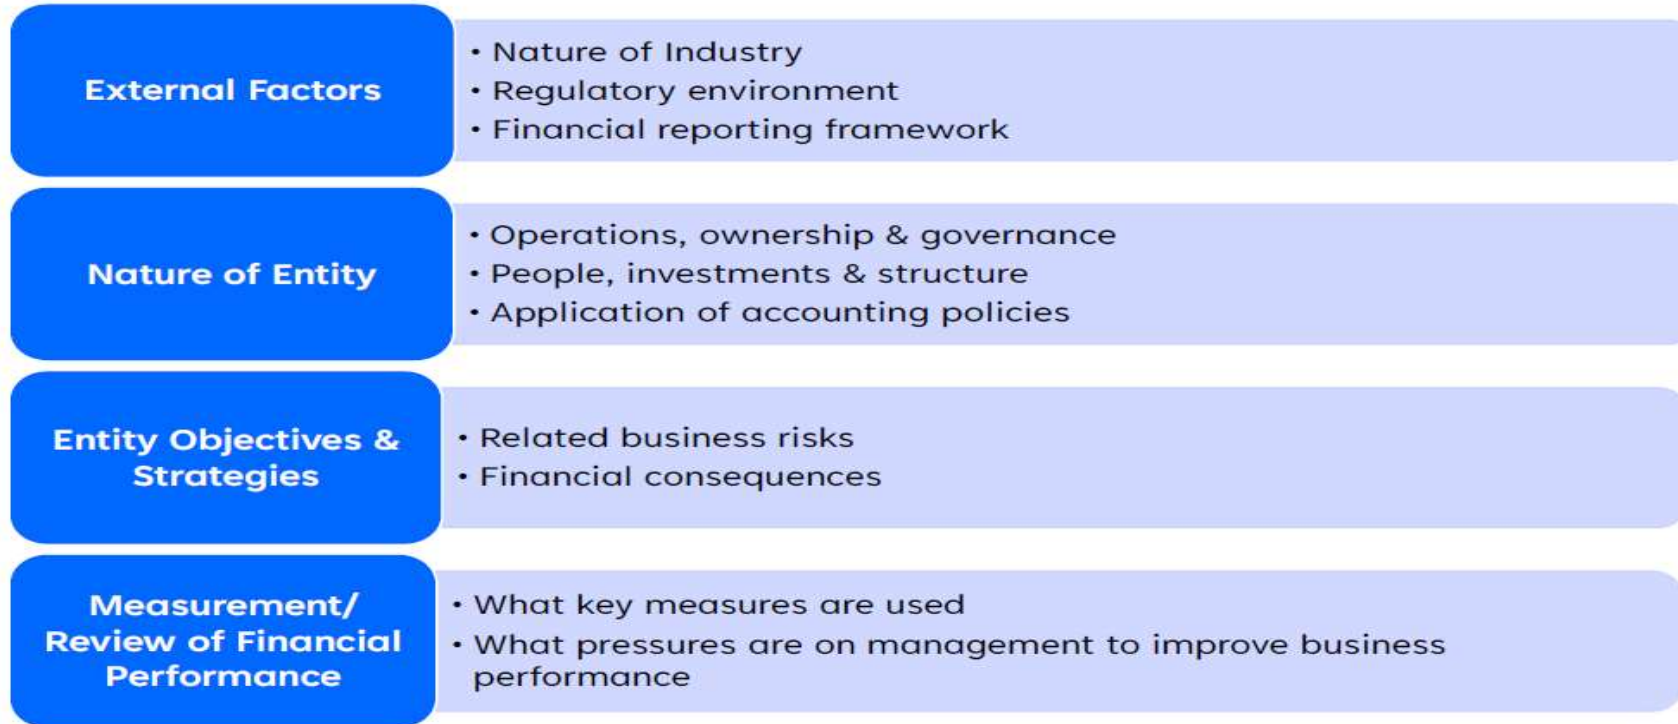 External Factors
• Nature of Industry
• Regulatory environment
• Financial reporting framework
Nature of Entity
• Operations, ownership & governance
• People, investments & structure
• Application of accounting policies
Entity Objectives &
Strategies
• Related business risks
• Financial consequences
Measurement/
Review of Financial
Performance
• What key measures are used
• What pressures are on management to improve business
performance